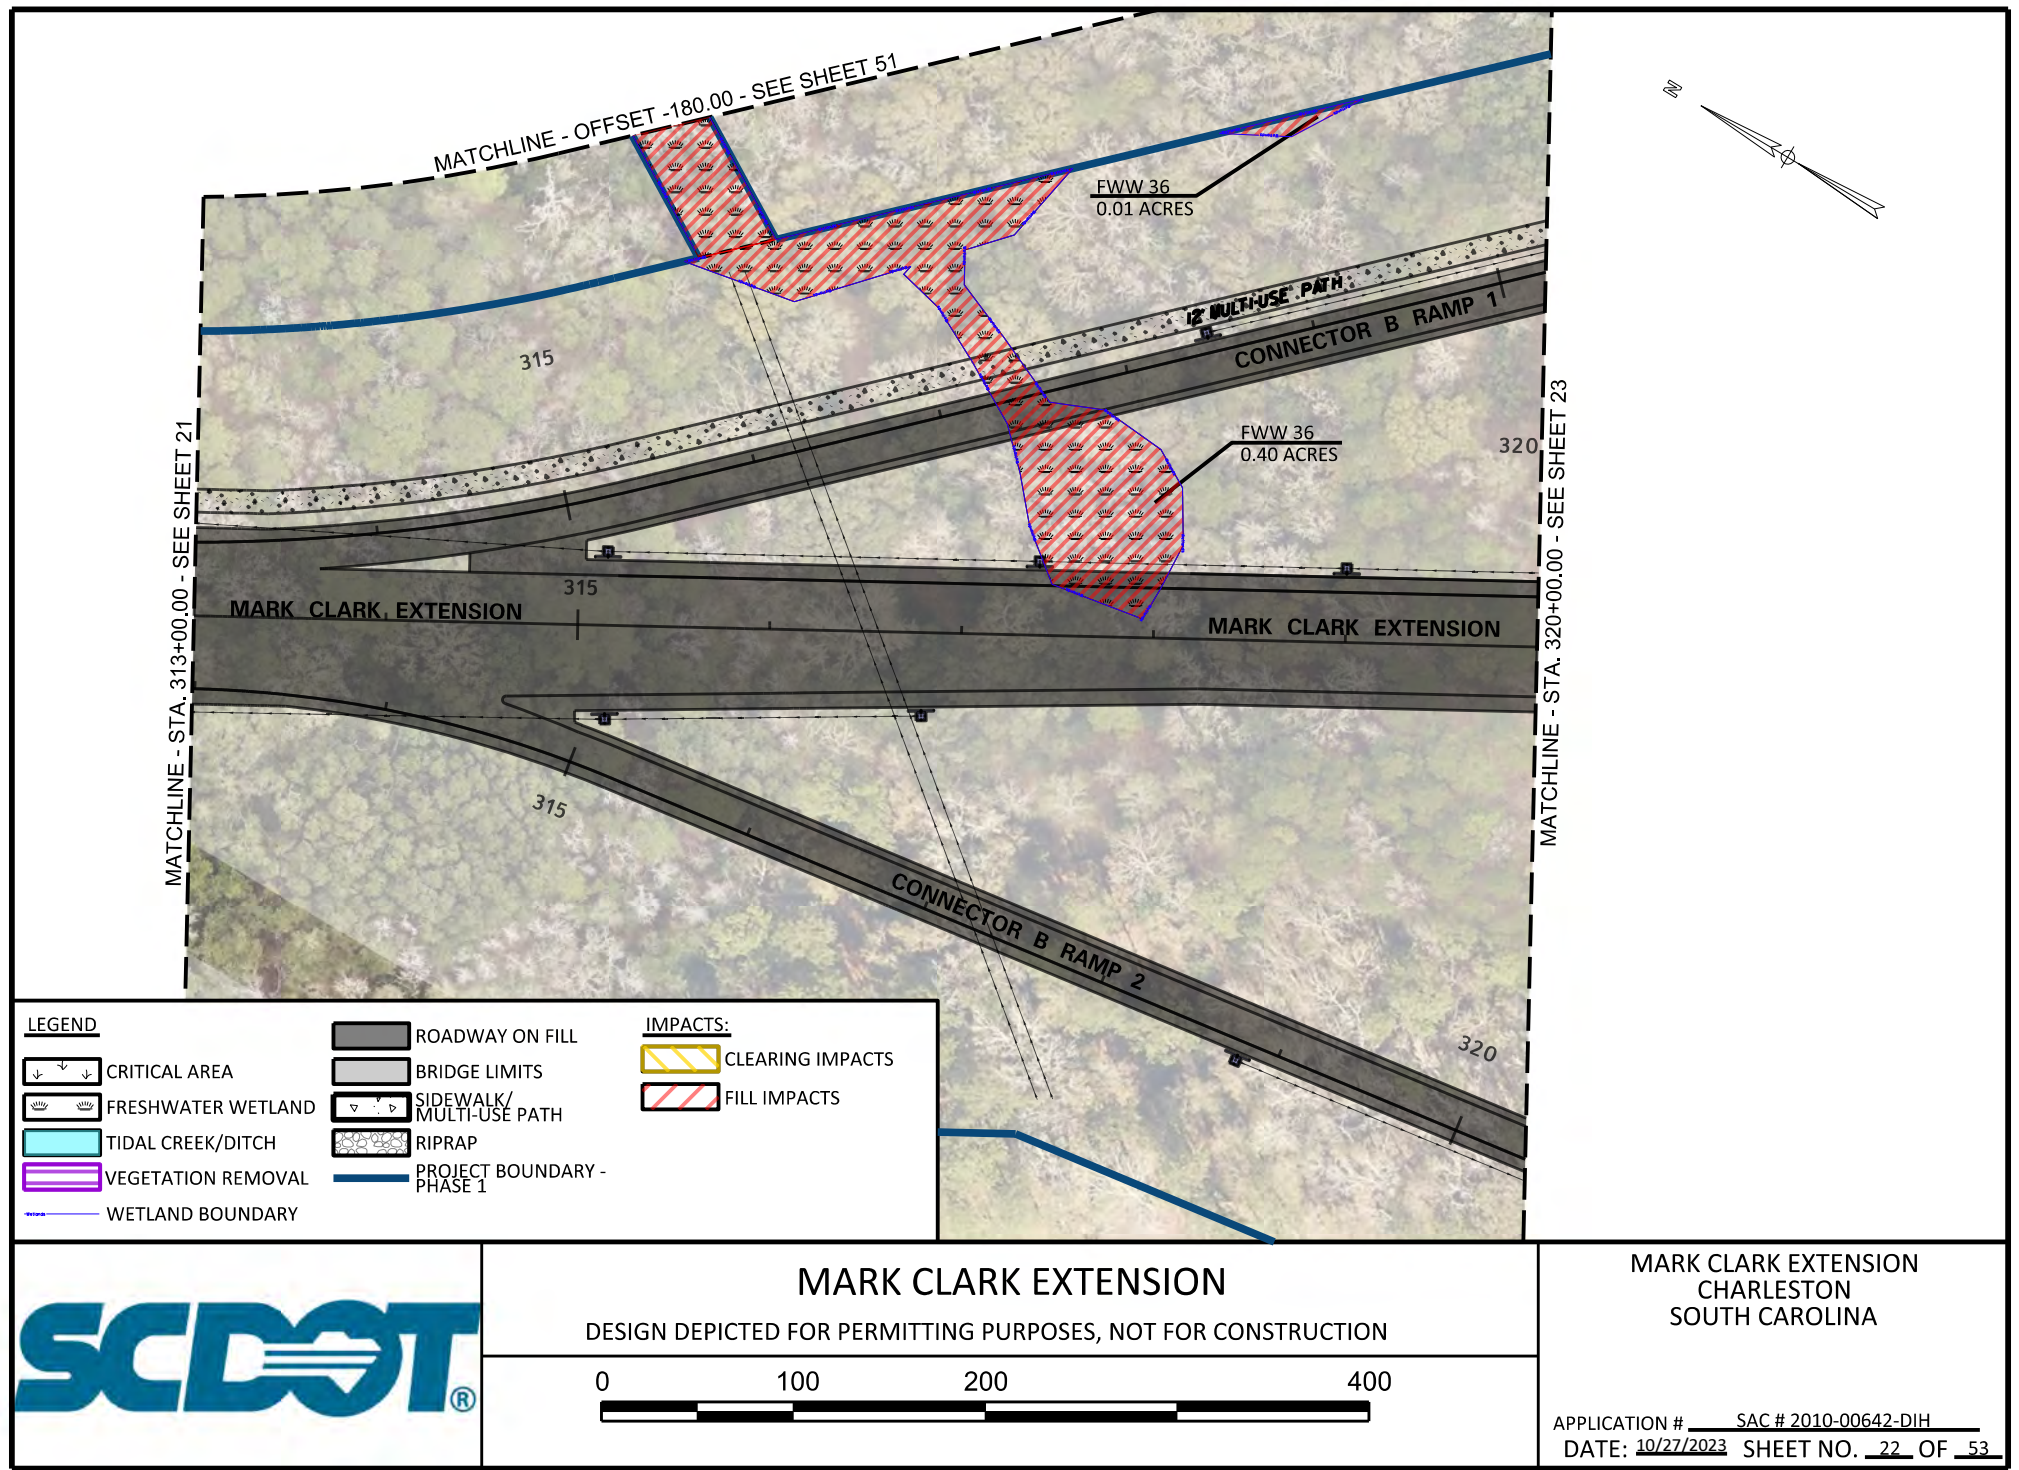 MATCHLINE - OFFSET -180.00 - SEE SHEET 51
N
FWW 36
0.01 ACRES
12' MULTI-USE PATH
CONNECTOR B RAMP 1
315
FWW 36
0.40 ACRES
320
MATCHLINE - STA. 313+00.00 - SEE SHEET 21
MATCHLINE - STA. 320+00.00 - SEE SHEET 23
315
MARK CLARK EXTENSION
MARK CLARK EXTENSION
315
CONNECTOR B RAMP 2
320
LEGEND
CRITICAL AREA
FRESHWATER WETLAND
TIDAL CREEK/DITCH
VEGETATION REMOVAL
WETLAND BOUNDARY
ROADWAY ON FILL
BRIDGE LIMITS
SIDEWALK/
MULTI-USE PATH
RIPRAP
PROJECT BOUNDARY -
PHASE 1
IMPACTS:
CLEARING IMPACTS
FILL IMPACTS
SCDOT®
MARK CLARK EXTENSION
DESIGN DEPICTED FOR PERMITTING PURPOSES, NOT FOR CONSTRUCTION
0 100 200 400
MARK CLARK EXTENSION
CHARLESTON
SOUTH CAROLINA
APPLICATION # SAC # 2010-00642-DIH
DATE: 10/27/2023 SHEET NO. 22 OF 53